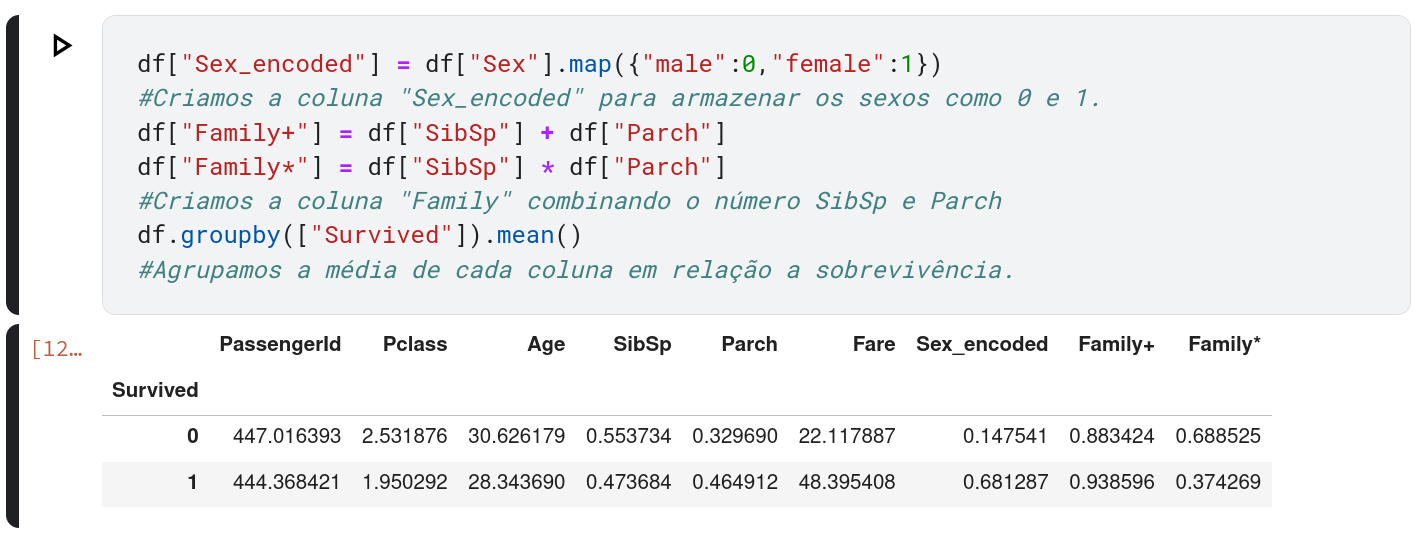 df["Sex_encoded"] = df["Sex"].map({"male":0,"female":1})
#Criamos a coluna "Sex_encoded" para armazenar os sexos como 0 e 1.
df["Family+"] = df["SibSp"] + df["Parch"]
df["Family*"] = df["SibSp"] * df["Parch"]
#Criamos a coluna "Family" combinando o número SibSp e Parch
df.groupby(["Survived"]).mean()
#Agrupamos a média de cada coluna em relação a sobrevivência.
[12… PassengerId Pclass Age SibSp Parch Fare Sex_encoded Family+ Family*
Survived
0 447.016393 2.531876 30.626179 0.553734 0.329690 22.117887 0.147541 0.883424 0.688525
1 444.368421 1.950292 28.343690 0.473684 0.464912 48.395408 0.681287 0.938596 0.374269